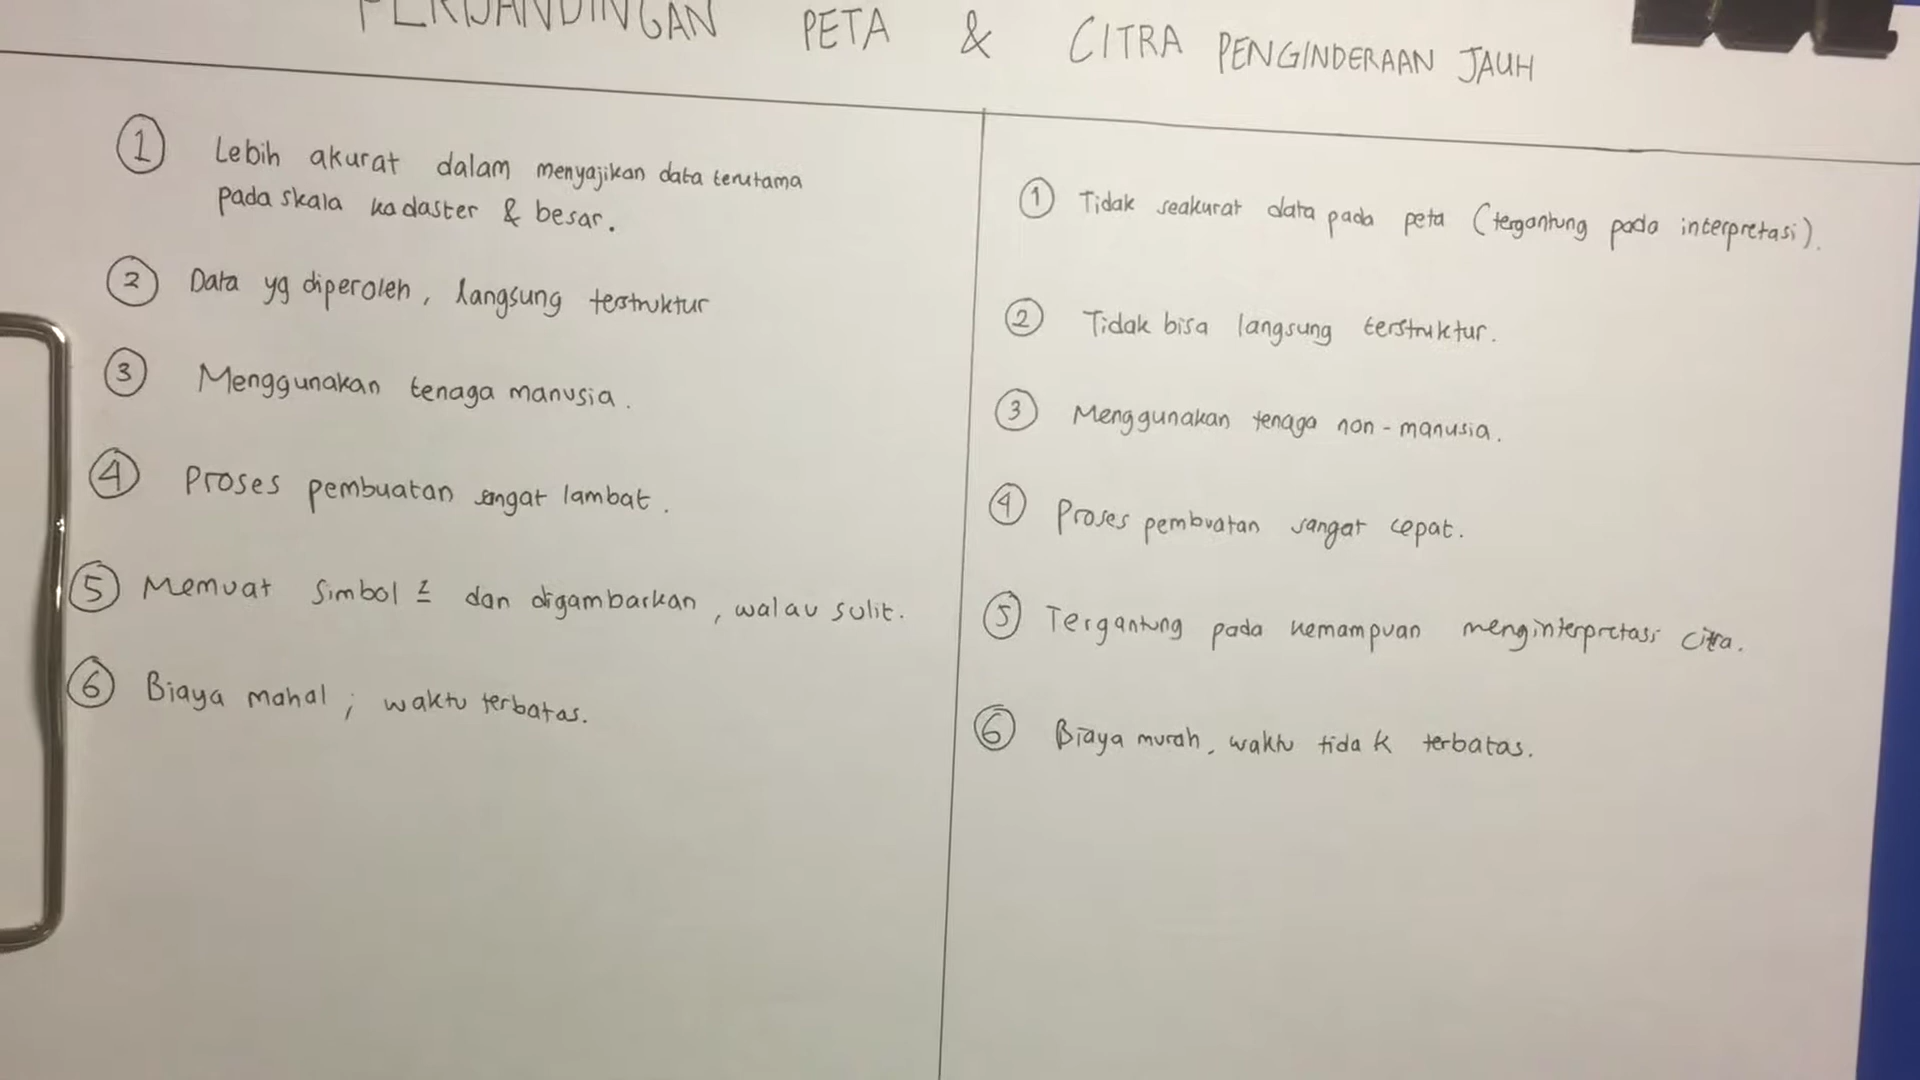 PERBANDINGAN PETA & CITRA PENGINDERAAN JAUH
① Lebih akurat dalam menyajikan data terutama
pada skala kadaster & besar.
② Data yg diperoleh, langsung terstruktur
③ Menggunakan tenaga manusia.
④ Proses pembuatan sangat lambat.
⑤ Memuat simbol ² dan digambarkan, walau sulit.
⑥ Biaya mahal; waktu terbatas.
① Tidak seakurat data pada peta (tergantung pada interpretasi).
② Tidak bisa langsung terstruktur.
③ Menggunakan tenaga non-manusia.
④ Proses pembuatan sangat cepat.
⑤ Tergantung pada kemampuan menginterpretasi citra.
⑥ Biaya murah, waktu tidak terbatas.